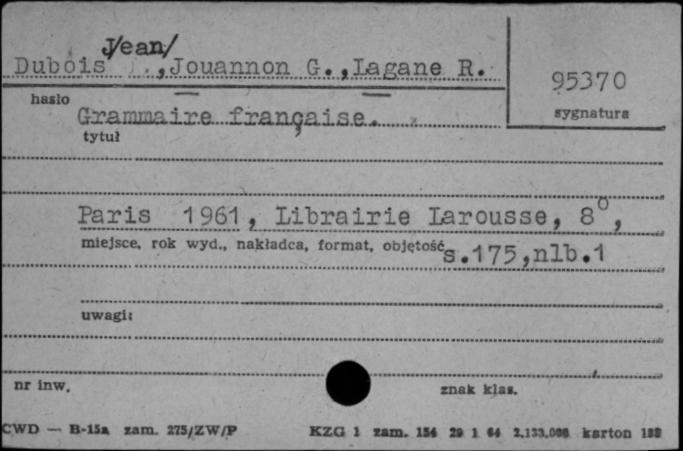 J/ean/
Dubois J.,Jouannon G.,Lagane R.
95370
hasło
sygnatura
Grammaire française.
tytuł
Paris 1961, Librairie Larousse, 8⁰,
miejsce, rok wyd., nakładca, format, objętość
s.175,nlb.1
uwagi:
nr inw.
znak klas.
CWD — B-15a zam. 275/ZW/P KZG 1 zam. 154 29 1 64 2.133.000 karton